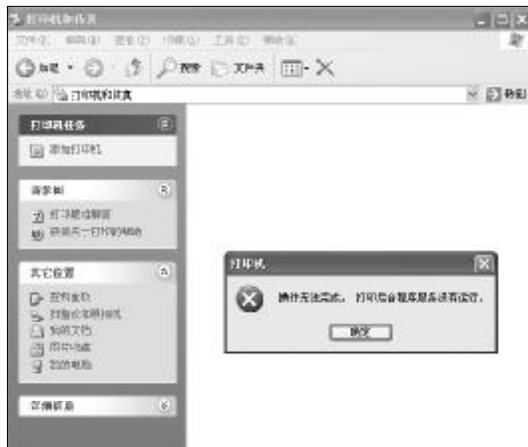 打印机和传真
文件(F) 编辑(E) 查看(V) 收藏(A) 工具(T) 帮助(H)
后退 搜索 文件夹
地址(D) 打印机和传真 转到
打印机任务
添加打印机
请参阅
打印疑难解答
获得关于打印的帮助
其它位置
控制面板
扫描仪和照相机
我的文档
图片收藏
我的电脑
详细信息
打印机
操作无法完成。 打印后台程序服务没有运行。
确定